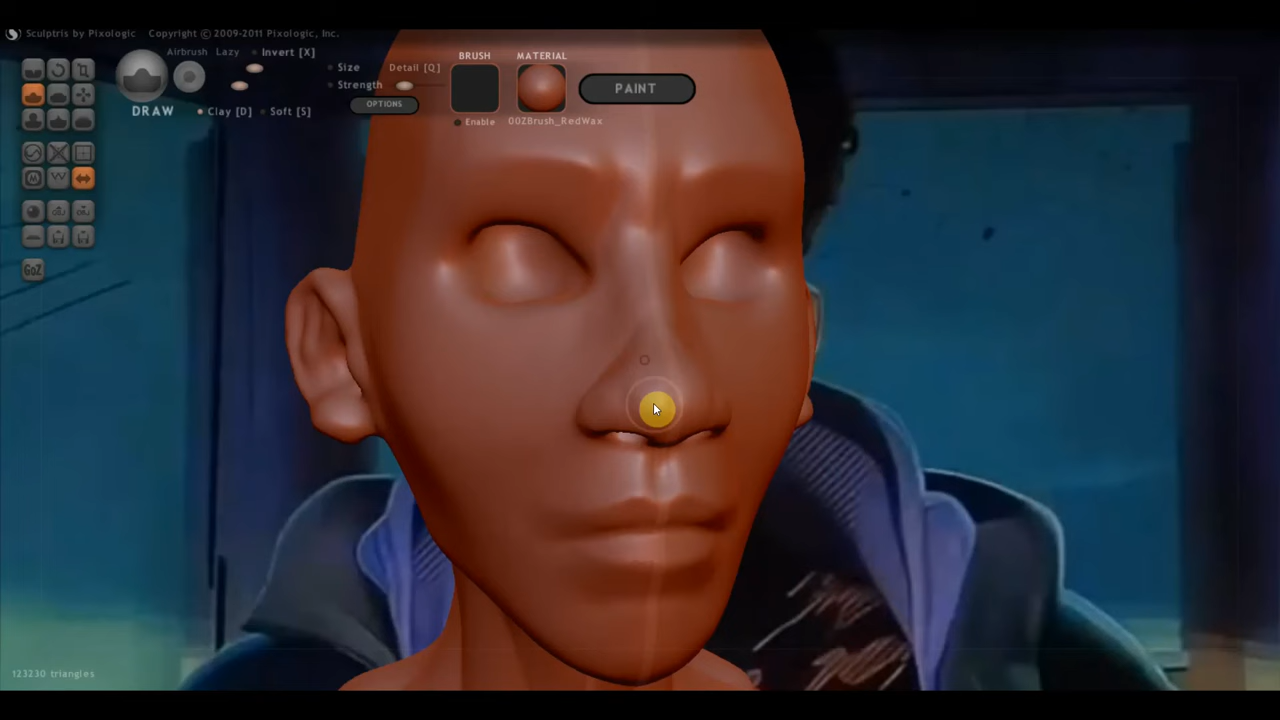 Sculptris by Pixologic Copyright © 2009-2011 Pixologic, Inc.
Airbrush Lazy Invert [X]
Size Detail [Q]
Strength
OPTIONS
DRAW Clay [D] Soft [S]
BRUSH MATERIAL
PAINT
Enable 00ZBrush_RedWax
GoZ
123230 triangles